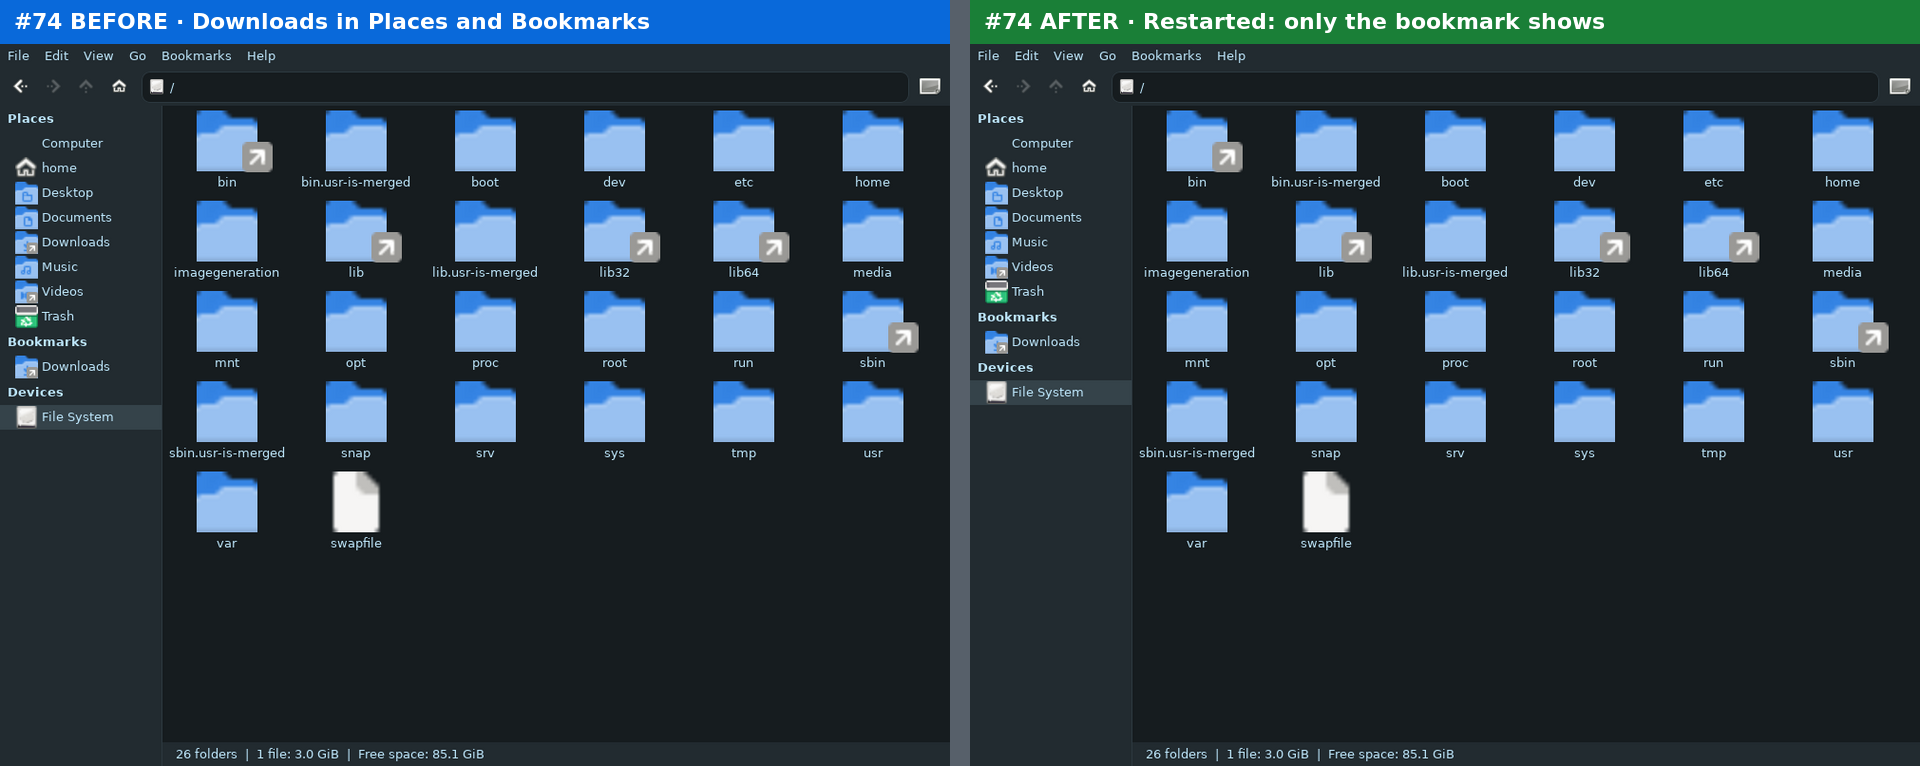 #74 BEFORE · Downloads in Places and Bookmarks
File Edit View Go Bookmarks Help
/
Places
Computer
home
Desktop
Documents
Downloads
Music
Videos
Trash
Bookmarks
Downloads
Devices
File System
bin bin.usr-is-merged boot dev etc home
imagegeneration lib lib.usr-is-merged lib32 lib64 media
mnt opt proc root run sbin
sbin.usr-is-merged snap srv sys tmp usr
var swapfile
26 folders | 1 file: 3.0 GiB | Free space: 85.1 GiB
#74 AFTER · Restarted: only the bookmark shows
File Edit View Go Bookmarks Help
/
Places
Computer
home
Desktop
Documents
Music
Videos
Trash
Bookmarks
Downloads
Devices
File System
bin bin.usr-is-merged boot dev etc home
imagegeneration lib lib.usr-is-merged lib32 lib64 media
mnt opt proc root run sbin
sbin.usr-is-merged snap srv sys tmp usr
var swapfile
26 folders | 1 file: 3.0 GiB | Free space: 85.1 GiB